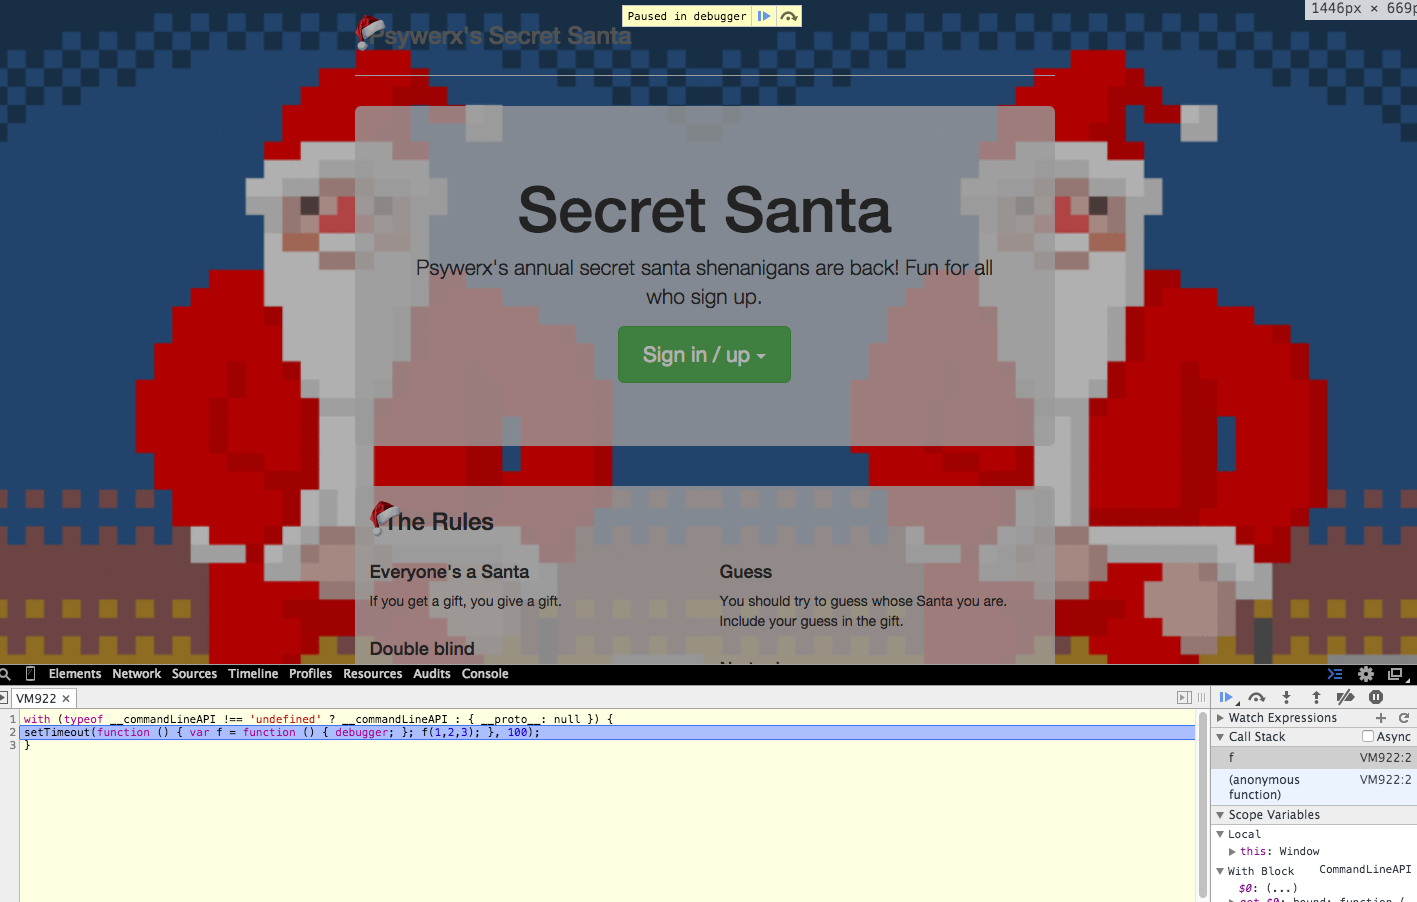 Paused in debugger
1446px × 669p
Psywerx's Secret Santa
Secret Santa
Psywerx's annual secret santa shenanigans are back! Fun for all
who sign up.
Sign in / up
The Rules
Everyone's a Santa
If you get a gift, you give a gift.
Double blind
Guess
You should try to guess whose Santa you are.
Include your guess in the gift.
Elements Network Sources Timeline Profiles Resources Audits Console
VM922 ×
1 with (typeof __commandLineAPI !== 'undefined' ? __commandLineAPI : { __proto__: null }) {
2 setTimeout(function () { var f = function () { debugger; }; f(1,2,3); }, 100);
3 }
Watch Expressions
Call Stack Async
f VM922:2
(anonymous VM922:2
function)
Scope Variables
Local
this: Window
With Block CommandLineAPI
$0: (...)
get $0: bound: function (